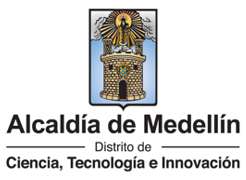 Alcaldía de Medellín
Distrito de
Ciencia, Tecnología e Innovación